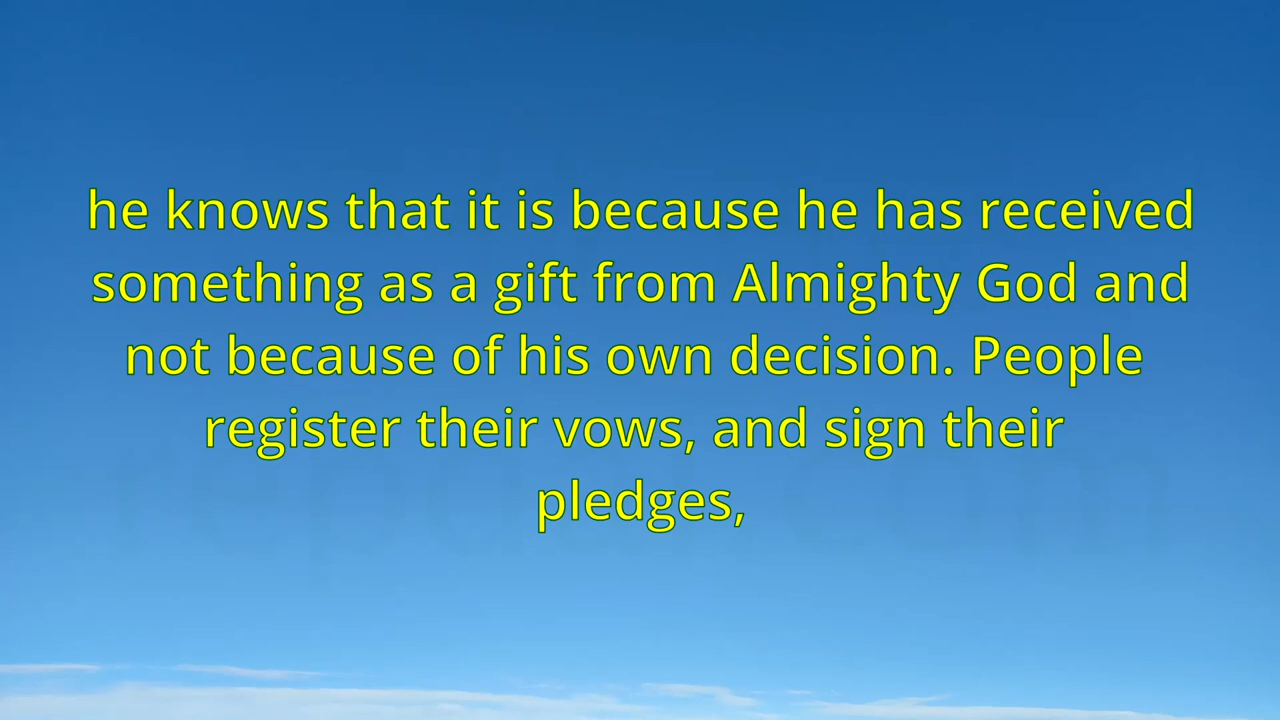 he knows that it is because he has received
something as a gift from Almighty God and
not because of his own decision. People
register their vows, and sign their
pledges,